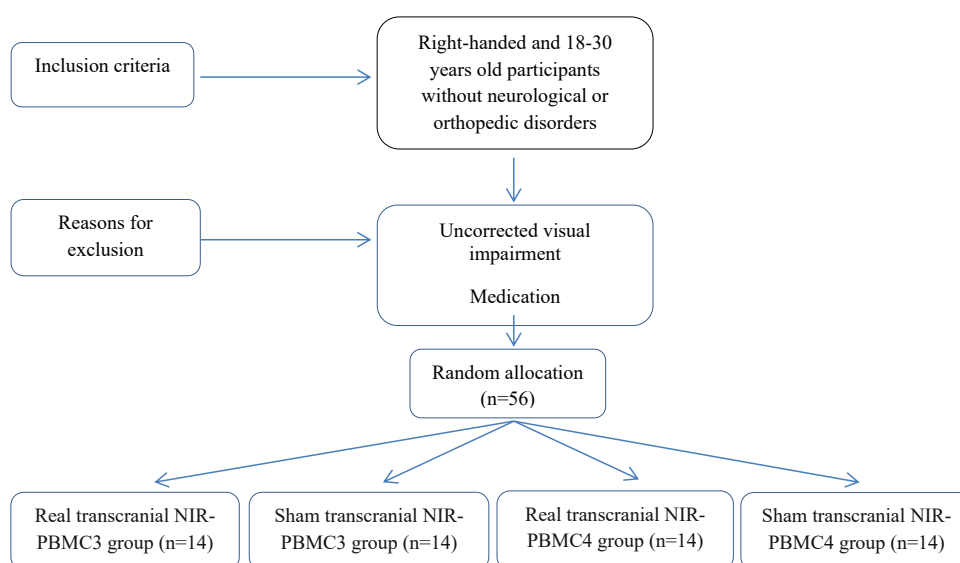 Inclusion criteria
Right-handed and 18-30
years old participants
without neurological or
orthopedic disorders
Reasons for
exclusion
Uncorrected visual
impairment
Medication
Random allocation
(n=56)
Real transcranial NIR-
PBMC3 group (n=14)
Sham transcranial NIR-
PBMC3 group (n=14)
Real transcranial NIR-
PBMC4 group (n=14)
Sham transcranial NIR-
PBMC4 group (n=14)